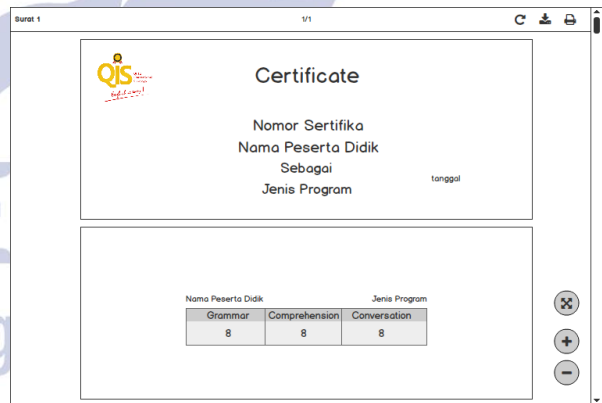 Surat 1
1/1
QIS
Certificate
Nomor Sertifika
Nama Peserta Didik
Sebagai
Jenis Program
tanggal
Nama Peserta Didik Jenis Program
Grammar Comprehension Conversation
8 8 8